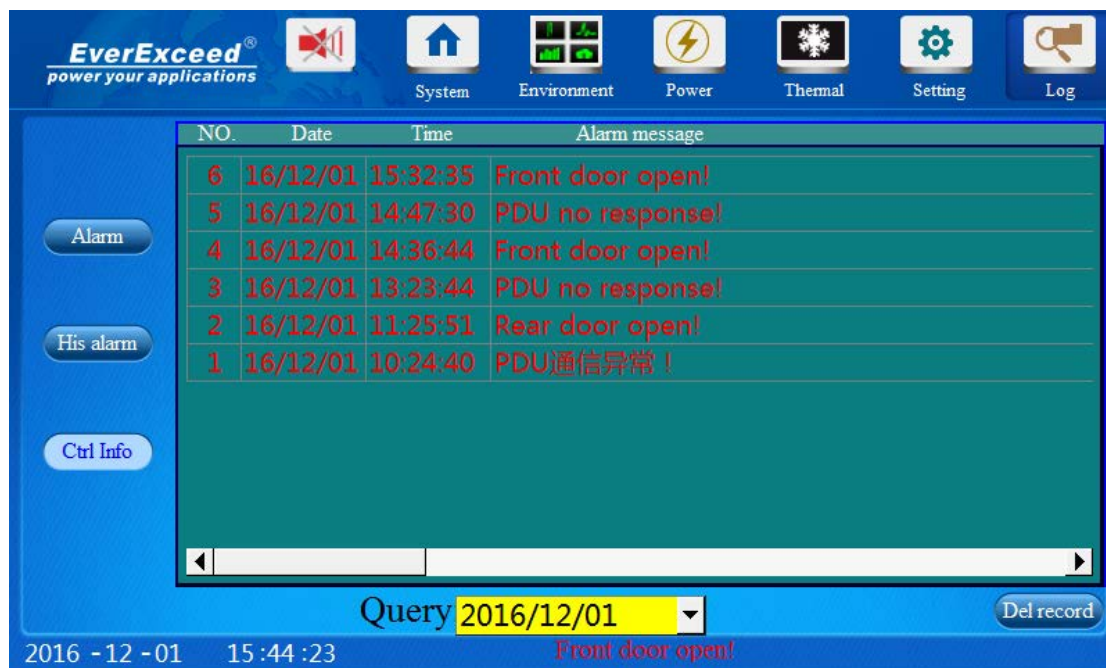 EverExceed®
power your applications
System Environment Power Thermal Setting Log
NO. Date Time Alarm message
6 16/12/01 15:32:35 Front door open!
5 16/12/01 14:47:30 PDU no response!
4 16/12/01 14:36:44 Front door open!
3 16/12/01 13:23:44 PDU no response!
2 16/12/01 11:25:51 Rear door open!
1 16/12/01 10:24:40 PDU通信异常！
Alarm
His alarm
Ctrl Info
Query 2016/12/01
Del record
2016 -12 -01 15:44 :23 Front door open!